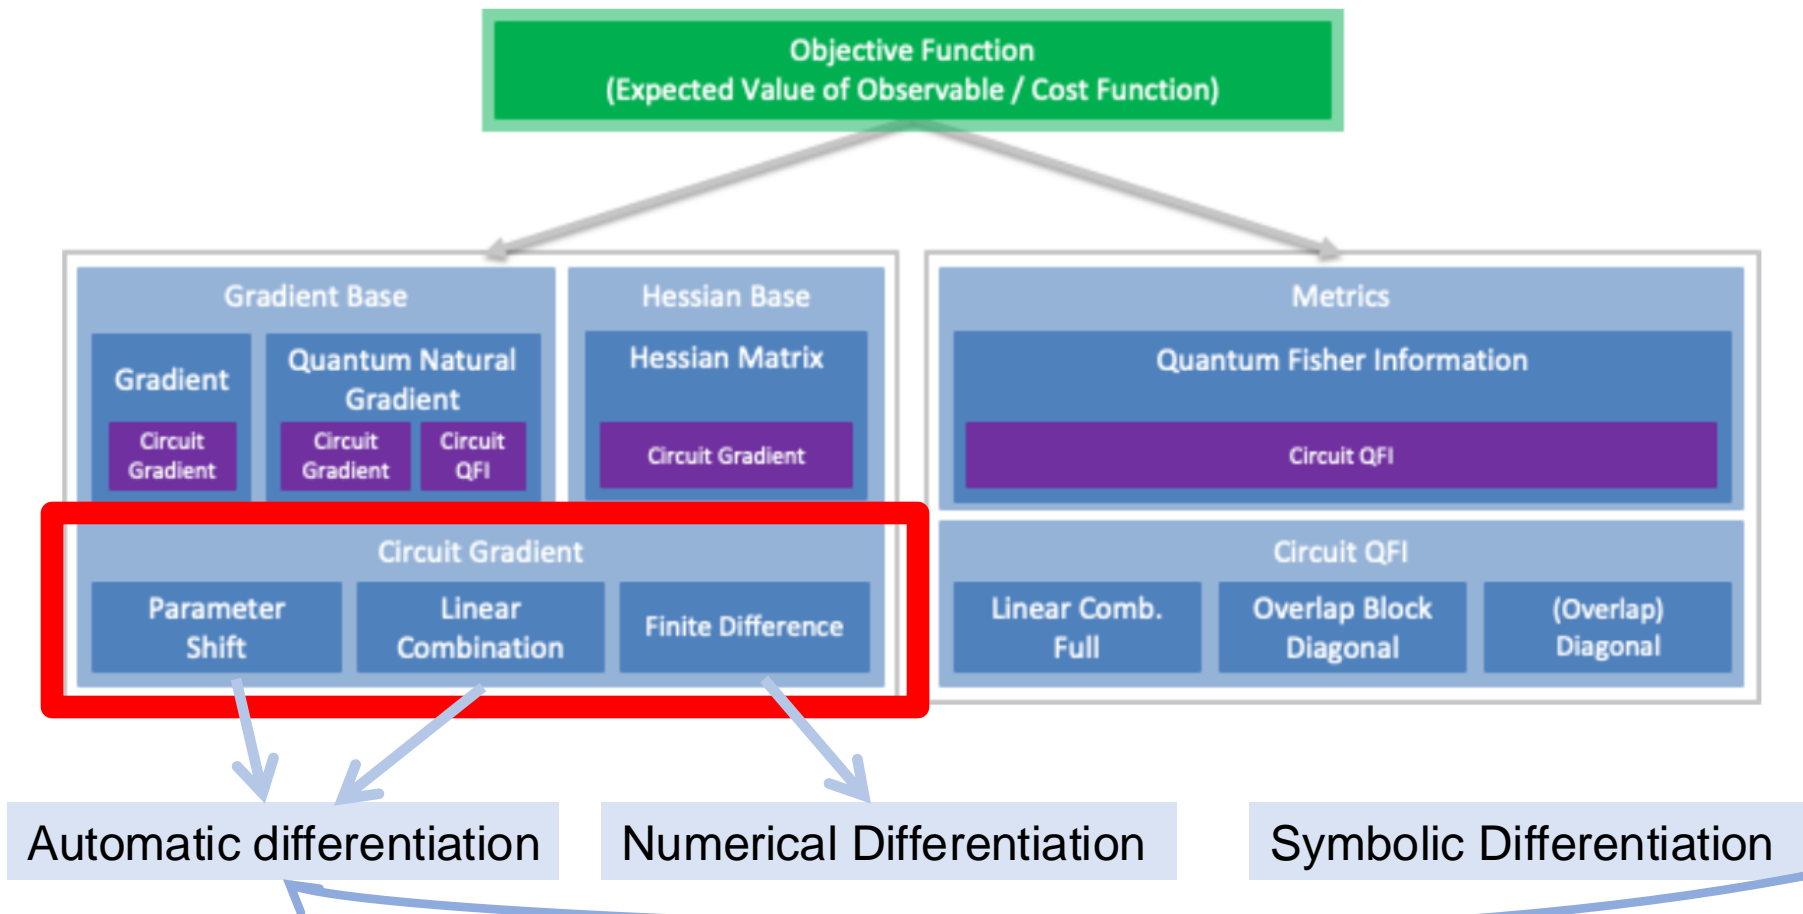 Objective Function
(Expected Value of Observable / Cost Function)
Gradient Base
Hessian Base
Metrics
Gradient
Quantum Natural
Gradient
Hessian Matrix
Quantum Fisher Information
Circuit
Gradient
Circuit
Gradient
Circuit
QFI
Circuit Gradient
Circuit QFI
Circuit Gradient
Circuit QFI
Parameter
Shift
Linear
Combination
Finite Difference
Linear Comb.
Full
Overlap Block
Diagonal
(Overlap)
Diagonal
Automatic differentiation
Numerical Differentiation
Symbolic Differentiation